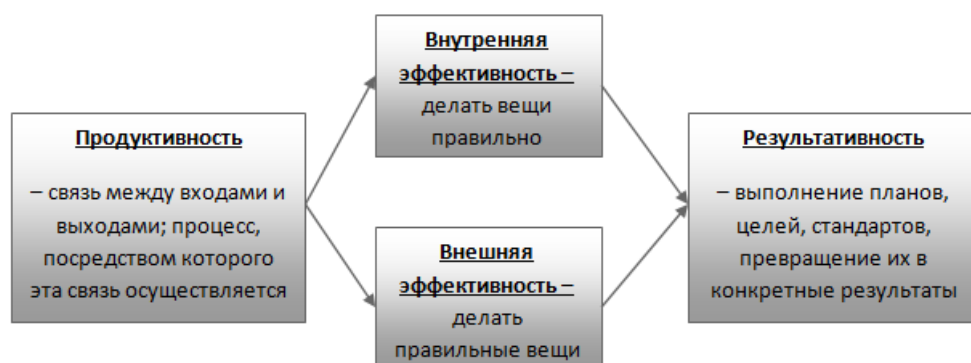 Внутренняя
эффективность –
делать вещи
правильно
Продуктивность
– связь между входами и
выходами; процесс,
посредством которого
эта связь осуществляется
Результативность
– выполнение планов,
целей, стандартов,
превращение их в
конкретные результаты
Внешняя
эффективность –
делать
правильные вещи